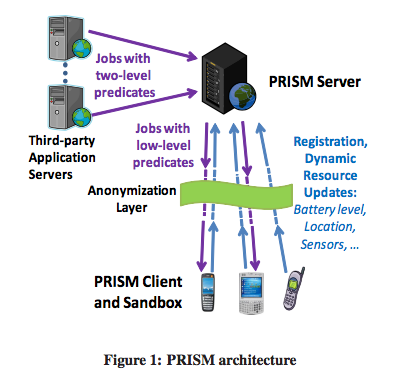 Jobs with
two-level
predicates
PRISM Server
Third-party
Application
Servers
Jobs with
low-level
predicates
Registration,
Dynamic
Resource
Updates:
Battery level,
Location,
Sensors, ...
Anonymization
Layer
PRISM Client
and Sandbox
Figure 1: PRISM architecture